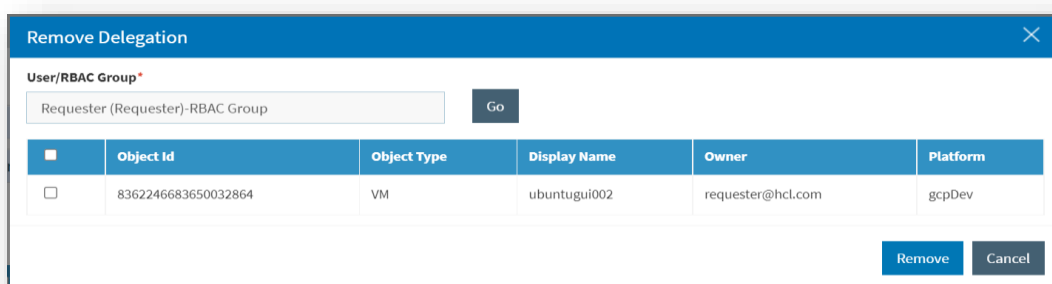 Remove Delegation
User/RBAC Group*
Requester (Requester)-RBAC Group
Go
Object Id Object Type Display Name Owner Platform
8362246683650032864 VM ubuntugui002 requester@hcl.com gcpDev
Remove Cancel